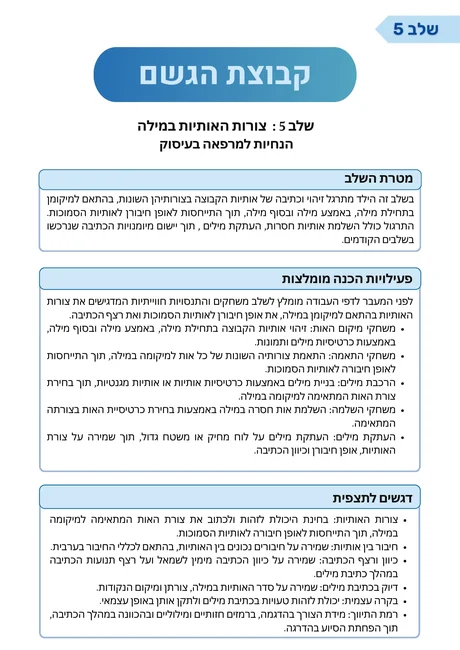 שלב 5
קבוצת הגשם
שלב 5 : צורות האותיות במילה
הנחיות למרפאה בעיסוק
מטרת השלב
בשלב זה הילד מתרגל זיהוי וכתיבה של אותיות הקבוצה בצורותיהן השונות, בהתאם למיקומן
בתחילת מילה, באמצע מילה ובסוף מילה, תוך התייחסות לאופן חיבורן לאותיות הסמוכות.
התרגול כולל השלמת אותיות חסרות, העתקת מילים , תוך יישום מיומנויות הכתיבה שנרכשו
בשלבים הקודמים.
פעילויות הכנה מומלצות
לפני המעבר לדפי העבודה מומלץ לשלב משחקים והתנסויות חווייתיות המדגישים את צורות
האותיות בהתאם למיקומן במילה, את אופן חיבורן לאותיות הסמוכות ואת רצף הכתיבה.
• משחקי מיקום האות: זיהוי אותיות הקבוצה בתחילת מילה, באמצע מילה ובסוף מילה,
באמצעות כרטיסיות מילים ותמונות.
• משחקי התאמה: התאמת צורותיה השונות של כל אות למיקומה במילה, תוך התייחסות
לאופן חיבורה לאותיות הסמוכות.
• הרכבת מילים: בניית מילים באמצעות כרטיסיות אותיות או אותיות מגנטיות, תוך בחירת
צורת האות המתאימה למיקומה במילה.
• משחקי השלמה: השלמת אות חסרה במילה באמצעות בחירת כרטיסיית האות בצורתה
המתאימה.
• העתקת מילים: העתקת מילים על לוח מחיק או משטח גדול, תוך שמירה על צורת
האותיות, אופן חיבורן וכיוון הכתיבה.
דגשים לתצפית
• צורות האותיות: בחינת היכולת לזהות ולכתוב את צורת האות המתאימה למיקומה
במילה, תוך התייחסות לאופן חיבורה לאותיות הסמוכות.
• חיבור בין אותיות: שמירה על חיבורים נכונים בין האותיות, בהתאם לכללי החיבור בערבית.
• כיוון ורצף הכתיבה: שמירה על כיוון הכתיבה מימין לשמאל ועל רצף תנועות הכתיבה
במהלך כתיבת מילים.
• דיוק בכתיבת מילים: שמירה על סדר האותיות במילה, צורתן ומיקום הנקודות.
• בקרה עצמית: יכולת לזהות טעויות בכתיבת מילים ולתקן אותן באופן עצמאי.
• רמת התיווך: מידת הצורך בהדגמה, ברמזים חזותיים ומילוליים ובהכוונה במהלך הכתיבה,
תוך הפחתת הסיוע בהדרגה.